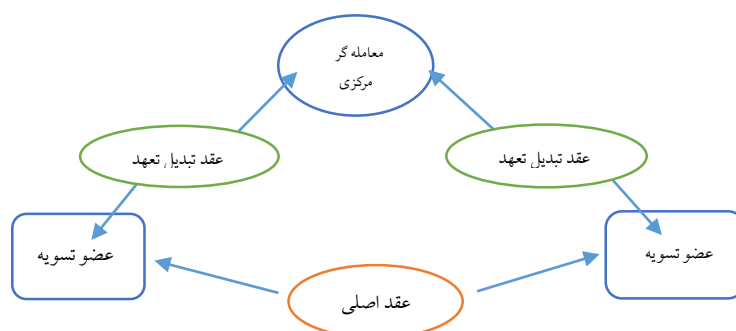 معامله گر
مرکزی
عقد تبدیل تعهد
عقد تبدیل تعهد
عضو تسویه
عضو تسویه
عقد اصلی